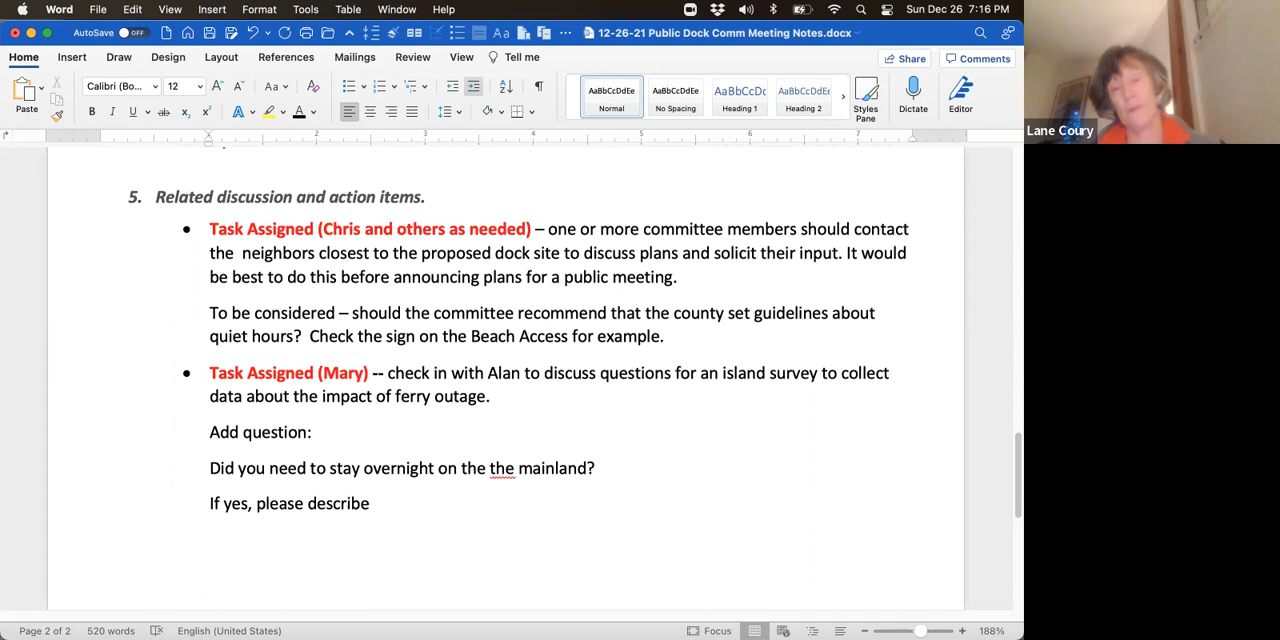 Word File Edit View Insert Format Tools Table Window Help Sun Dec 26 7:16 PM
AutoSave OFF 12-26-21 Public Dock Comm Meeting Notes.docx
Home Insert Draw Design Layout References Mailings Review View Tell me Share Comments
Paste Calibri (Bo... 12 Aa AaBbCcDdEe AaBbCcDdEe AaBbCcDc AaBbCcDdEe
Normal No Spacing Heading 1 Heading 2 Styles Pane Dictate Editor
2 3 4 5 6 7
Lane Coury
5. Related discussion and action items.
• Task Assigned (Chris and others as needed) – one or more committee members should contact
the neighbors closest to the proposed dock site to discuss plans and solicit their input. It would
be best to do this before announcing plans for a public meeting.
To be considered – should the committee recommend that the county set guidelines about
quiet hours? Check the sign on the Beach Access for example.
• Task Assigned (Mary) -- check in with Alan to discuss questions for an island survey to collect
data about the impact of ferry outage.
Add question:
Did you need to stay overnight on the the mainland?
If yes, please describe
Page 2 of 2 520 words English (United States) Focus 188%